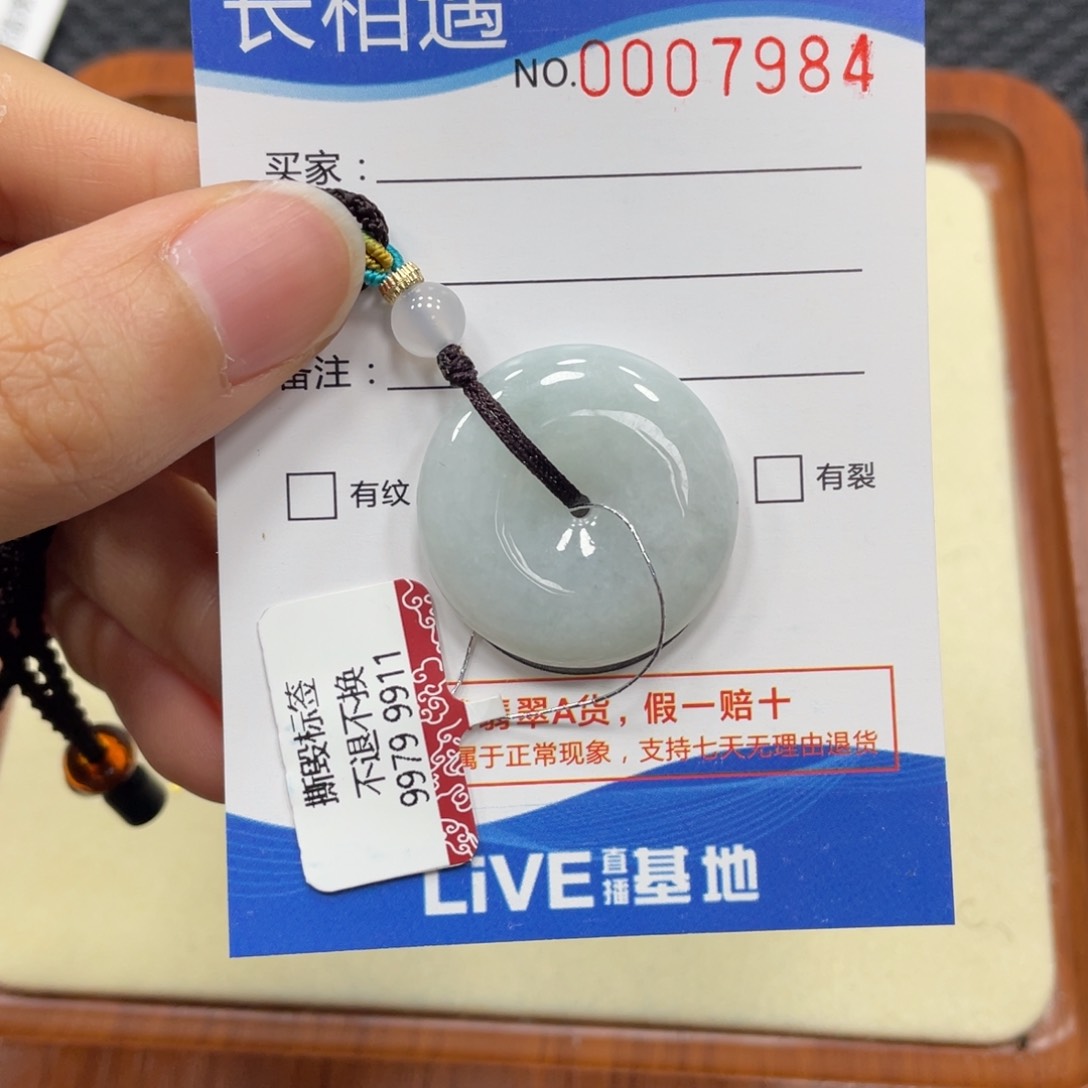 长相遇
NO.0007984
买家：
备注：
有纹
有裂
翡翠A货，假一赔十
属于正常现象，支持七天无理由退货
撕毁标签
不退不换
9979 9911
LiVE直播基地